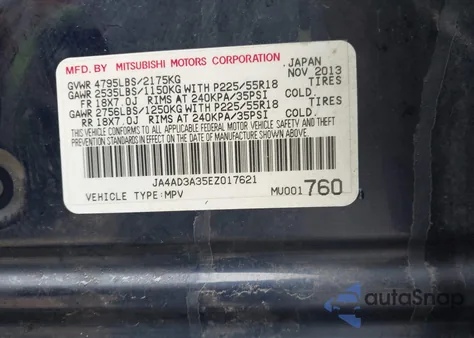 MFD. BY MITSUBISHI MOTORS CORPORATION JAPAN
GVWR 4795LBS/2175KG NOV 2013
GAWR 2535LBS/1150KG WITH P225/55R18 TIRES
FR 18X7.0J RIMS AT 240KPA/35PSI COLD.
GAWR 2756LBS/1250KG WITH P225/55R18 TIRES
RR 18X7.0J RIMS AT 240KPA/35PSI COLD.
THIS VEHICLE CONFORMS TO ALL APPLICABLE FEDERAL MOTOR VEHICLE SAFETY, BUMPER, AND THEFT
PREVENTION STANDARDS IN EFFECT ON THE DATE OF MANUFACTURE SHOWN ABOVE.
JA4AD3A35EZ017621
VEHICLE TYPE:MPV MU001760
autoSnap